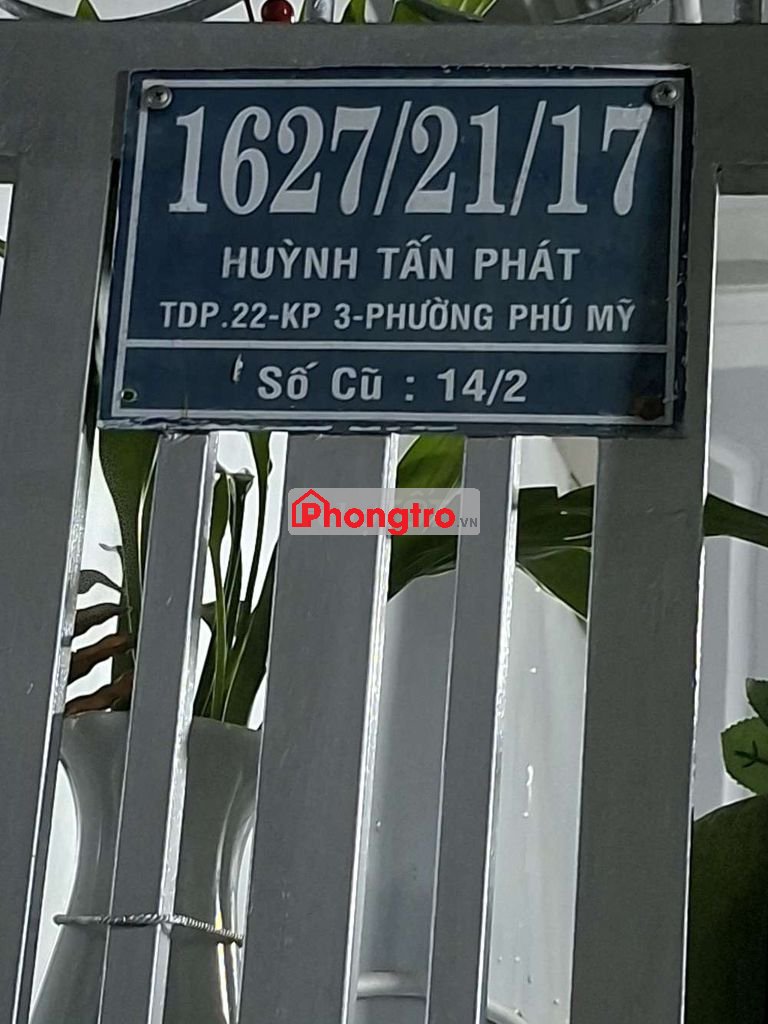 1627/21/17
HUỲNH TẤN PHÁT
TDP.22-KP 3-PHƯỜNG PHÚ MỸ
Số Cũ : 14/2
Phongtro.VN